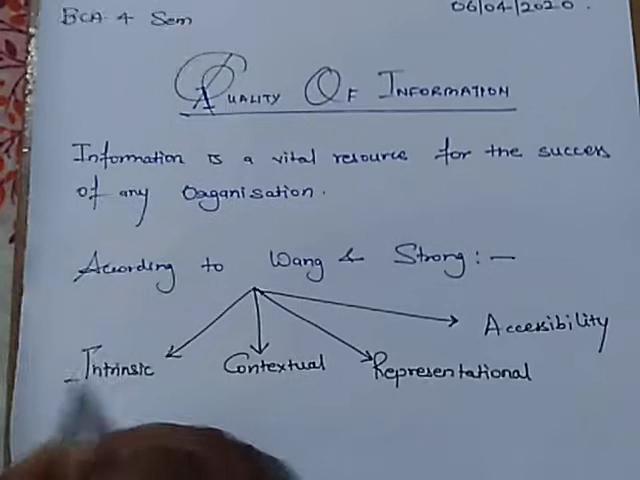 BCA 4 Sem
06/04/2020.
Quality Of Information
Information is a vital resource for the success
of any Organisation.
According to Wang & Strong:-
Accessibility
Intrinsic Contextual Representational